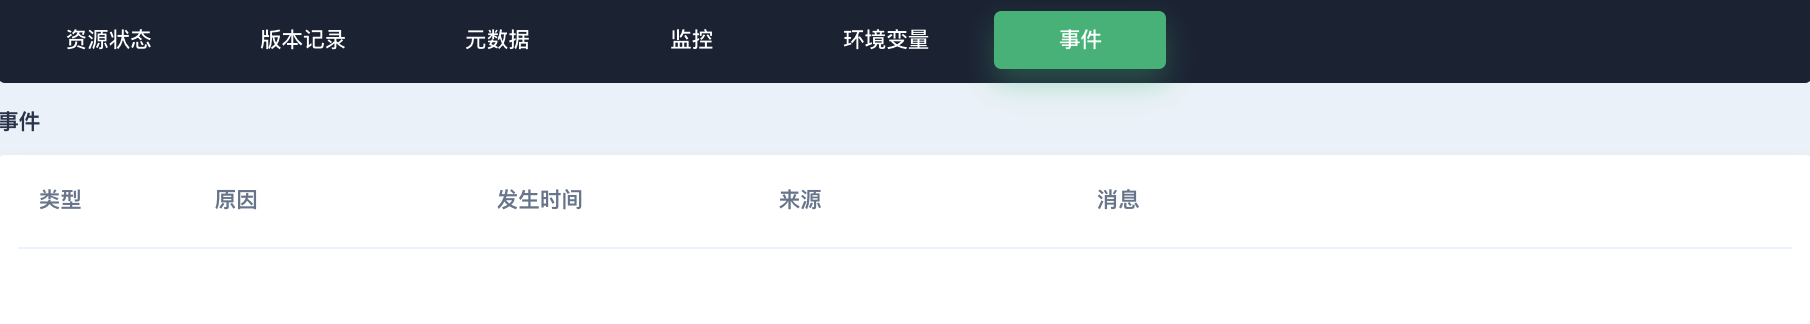 资源状态 版本记录 元数据 监控 环境变量 事件
事件
类型 原因 发生时间 来源 消息